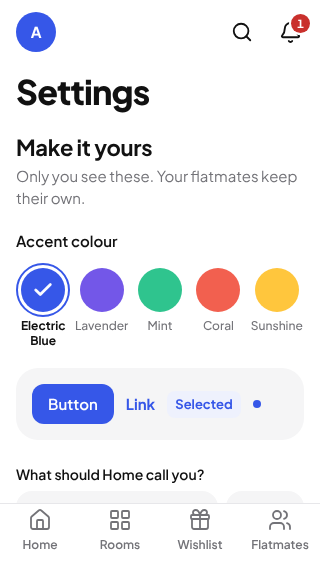 A
1
Settings
Make it yours
Only you see these. Your flatmates keep
their own.
Accent colour
Electric
Blue
Lavender
Mint
Coral
Sunshine
Button
Link
Selected
What should Home call you?
Home
Rooms
Wishlist
Flatmates